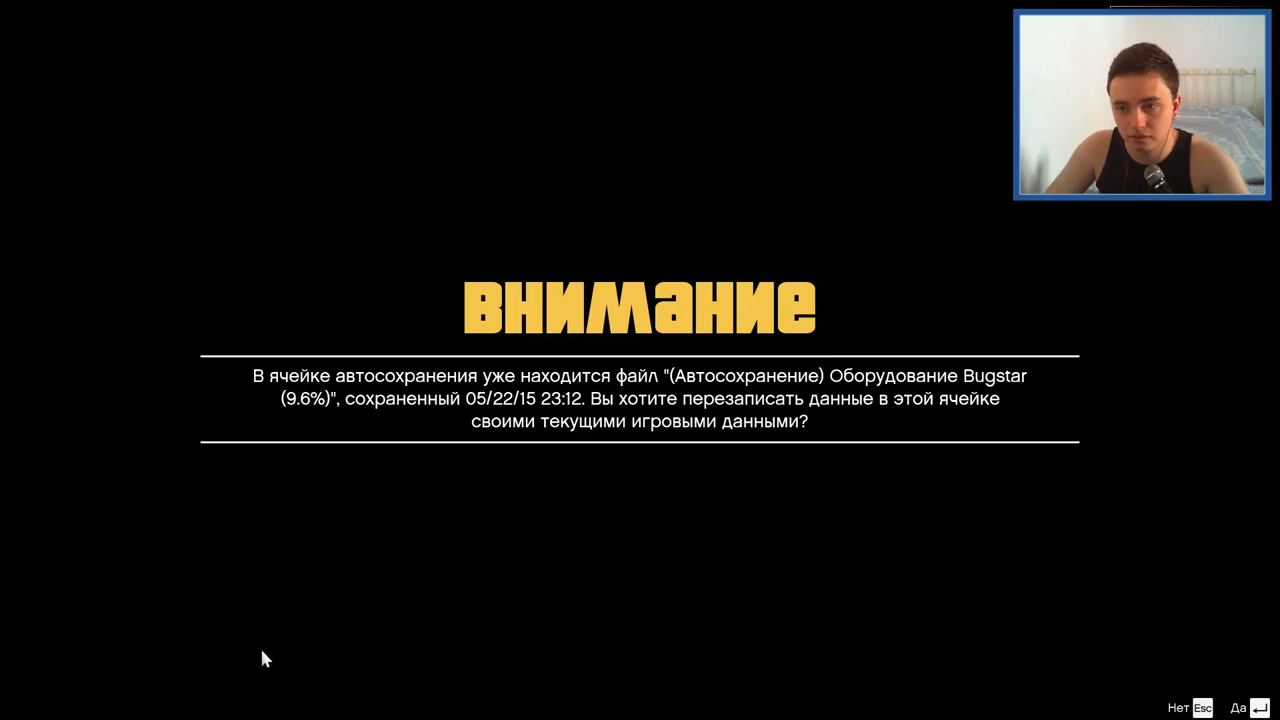 внимание
В ячейке автосохранения уже находится файл "(Автосохранение) Оборудование Bugstar
(9.6%)", сохраненный 05/22/15 23:12. Вы хотите перезаписать данные в этой ячейке
своими текущими игровыми данными?
Нет Esc Да